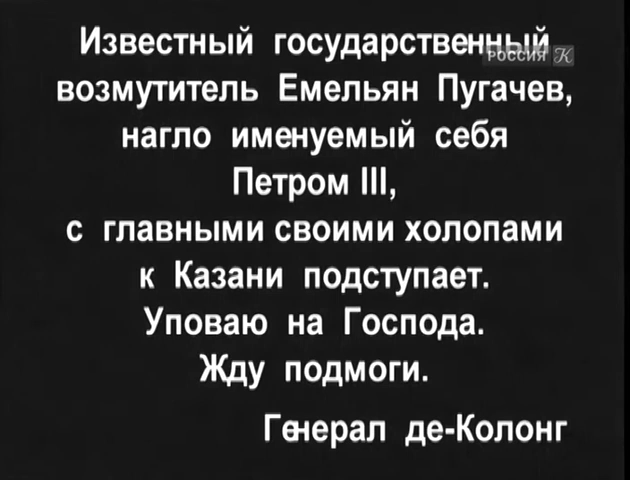 Известный государственный
РОССИЯ К
возмутитель Емельян Пугачев,
нагло именуемый себя
Петром III,
с главными своими холопами
к Казани подступает.
Уповаю на Господа.
Жду подмоги.
Генерал де-Колонг